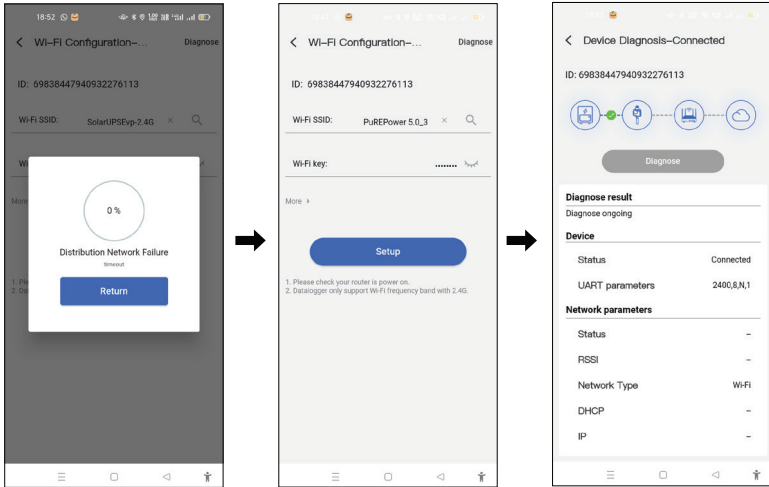 18:52
Wi-Fi Configuration-... Diagnose
ID: 69838447940932276113
Wi-Fi SSID: SolarUPSEvp-2.4G ×
Wi
More
0 %
Distribution Network Failure
timeout
Return
1. Ple
2. Da
Wi-Fi Configuration-... Diagnose
ID: 69838447940932276113
Wi-Fi SSID: PuREPower 5.0_3 ×
Wi-Fi key: ........
More
Setup
1. Please check your router is power on.
2. Datalogger only support Wi-Fi frequency band with 2.4G.
Device Diagnosis-Connected
ID: 69838447940932276113
Diagnose
Diagnose result
Diagnose ongoing
Device
Status Connected
UART parameters 2400,8,N,1
Network parameters
Status -
RSSI -
Network Type Wi-Fi
DHCP -
IP -